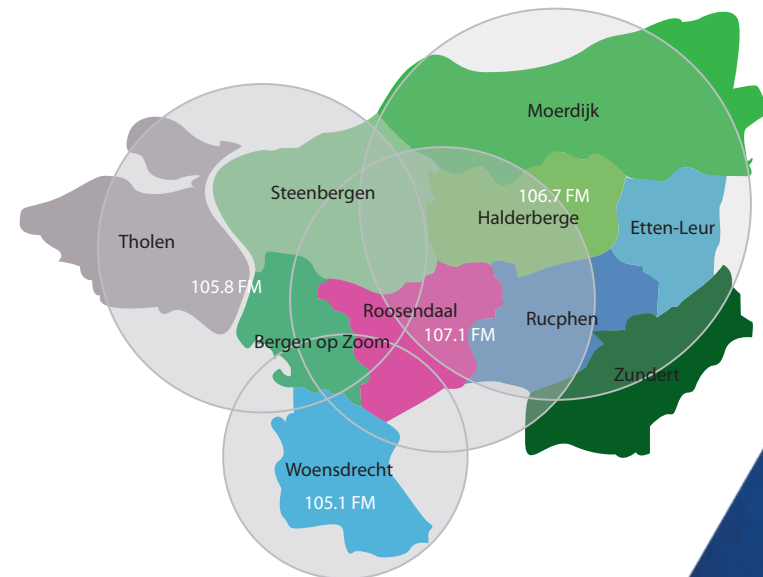 Moerdijk
Steenbergen
106.7 FM
Halderberge
Etten-Leur
Tholen
105.8 FM
Roosendaal
Rucphen
107.1 FM
Bergen op Zoom
Zundert
Woensdrecht
105.1 FM